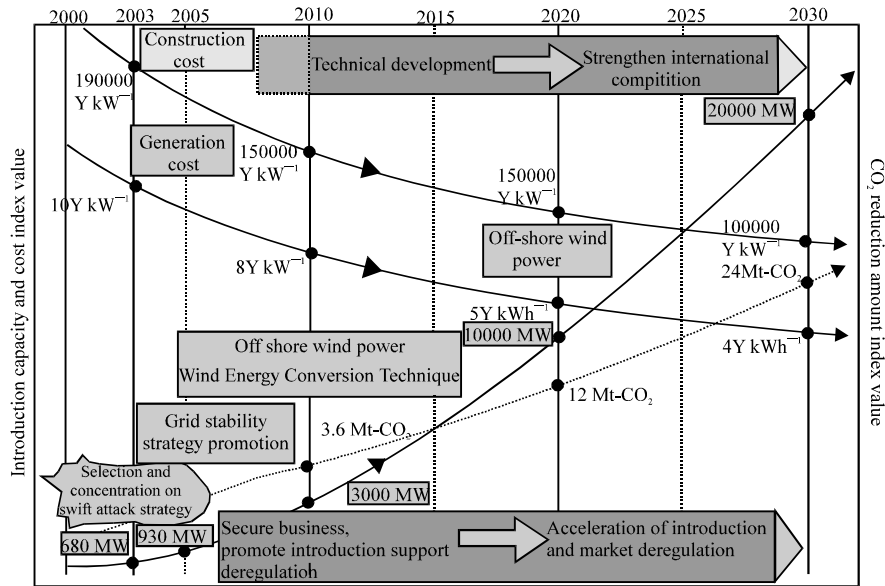 2000 2003 2005 2010 2015 2020 2025 2030
Construction
cost
Technical development
Strengthen international
compitition
190000
Y kW⁻¹
20000 MW
Generation
cost
150000
Y kW⁻¹
150000
Y kW⁻¹
10Y kW⁻¹
Off-shore wind
power
100000
Y kW⁻¹
8Y kW⁻¹
24Mt-CO₂
5Y kWh⁻¹
10000 MW
4Y kWh⁻¹
Off shore wind power
Wind Energy Conversion Technique
12 Mt-CO₂
Grid stability
strategy promotion
3.6 Mt-CO₂
Selection and
concentration on
swift attack strategy
3000 MW
680 MW
930 MW
Secure business,
promote introduction support
deregulation
Acceleration of introduction
and market deregulation
Introduction capacity and cost index value
CO₂ reduction amount index value